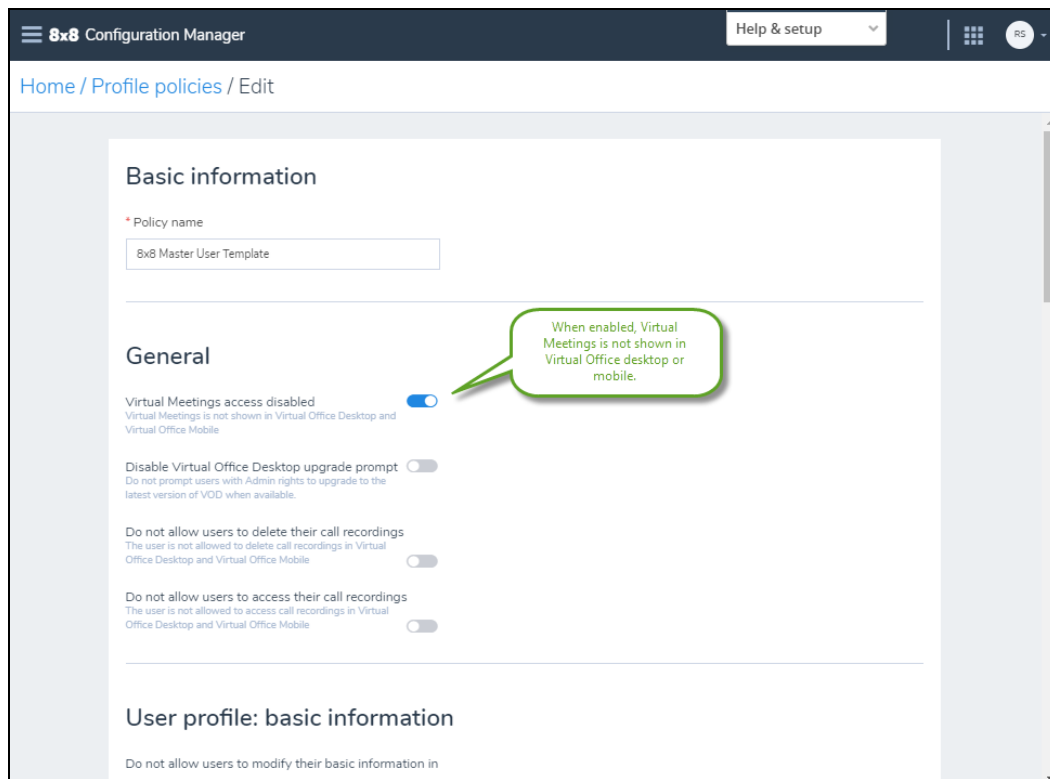 8x8 Configuration Manager
Help & setup
RS
Home / Profile policies / Edit
Basic information
* Policy name
8x8 Master User Template
When enabled, Virtual
Meetings is not shown in
Virtual Office desktop or
mobile.
General
Virtual Meetings access disabled
Virtual Meetings is not shown in Virtual Office Desktop and
Virtual Office Mobile
Disable Virtual Office Desktop upgrade prompt
Do not prompt users with Admin rights to upgrade to the
latest version of VOD when available.
Do not allow users to delete their call recordings
The user is not allowed to delete call recordings in Virtual
Office Desktop and Virtual Office Mobile
Do not allow users to access their call recordings
The user is not allowed to access call recordings in Virtual
Office Desktop and Virtual Office Mobile
User profile: basic information
Do not allow users to modify their basic information in